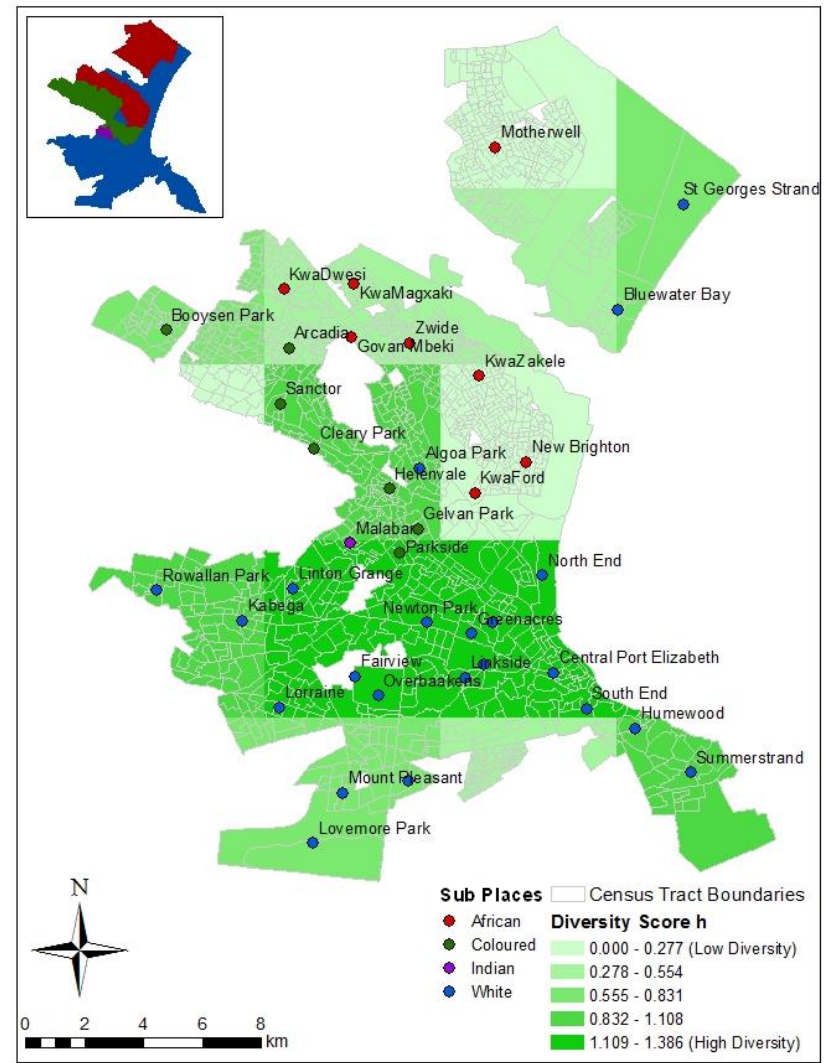 Motherwell
St Georges Strand
KwaDwesi
KwaMagxaki
Bluewater Bay
Booysen Park
Arcadia
Govan Mbeki
Zwide
KwaZakele
Sanctor
Cleary Park
Algoa Park
New Brighton
Helenvale
KwaFord
Gelvan Park
Malabar
Parkside
North End
Rowallan Park
Linton Grange
Kabega
Newton Park
Greenacres
Fairview
Linkside
Central Port Elizabeth
Overbaakens
Lorraine
South End
Humewood
Summerstrand
Mount Pleasant
Lovemore Park
N
0 2 4 6 8
km
Sub Places
African
Coloured
Indian
White
Census Tract Boundaries
Diversity Score h
0.000 - 0.277 (Low Diversity)
0.278 - 0.554
0.555 - 0.831
0.832 - 1.108
1.109 - 1.386 (High Diversity)